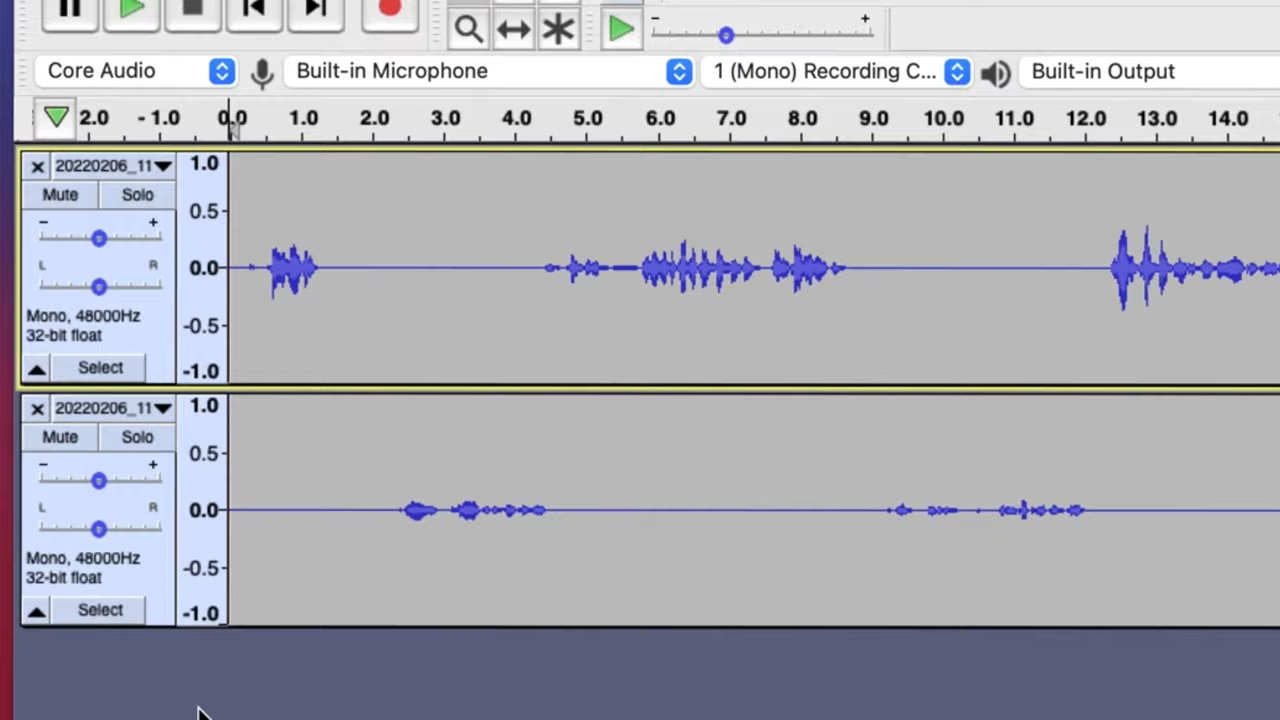 - +
Core Audio Built-in Microphone 1 (Mono) Recording C... Built-in Output
2.0 - 1.0 0.0 1.0 2.0 3.0 4.0 5.0 6.0 7.0 8.0 9.0 10.0 11.0 12.0 13.0 14.0
20220206_11 1.0
Mute Solo
0.5
- +
L R 0.0
Mono, 48000Hz
32-bit float -0.5
Select -1.0
20220206_11 1.0
Mute Solo
0.5
- +
L R 0.0
Mono, 48000Hz
32-bit float -0.5
Select -1.0